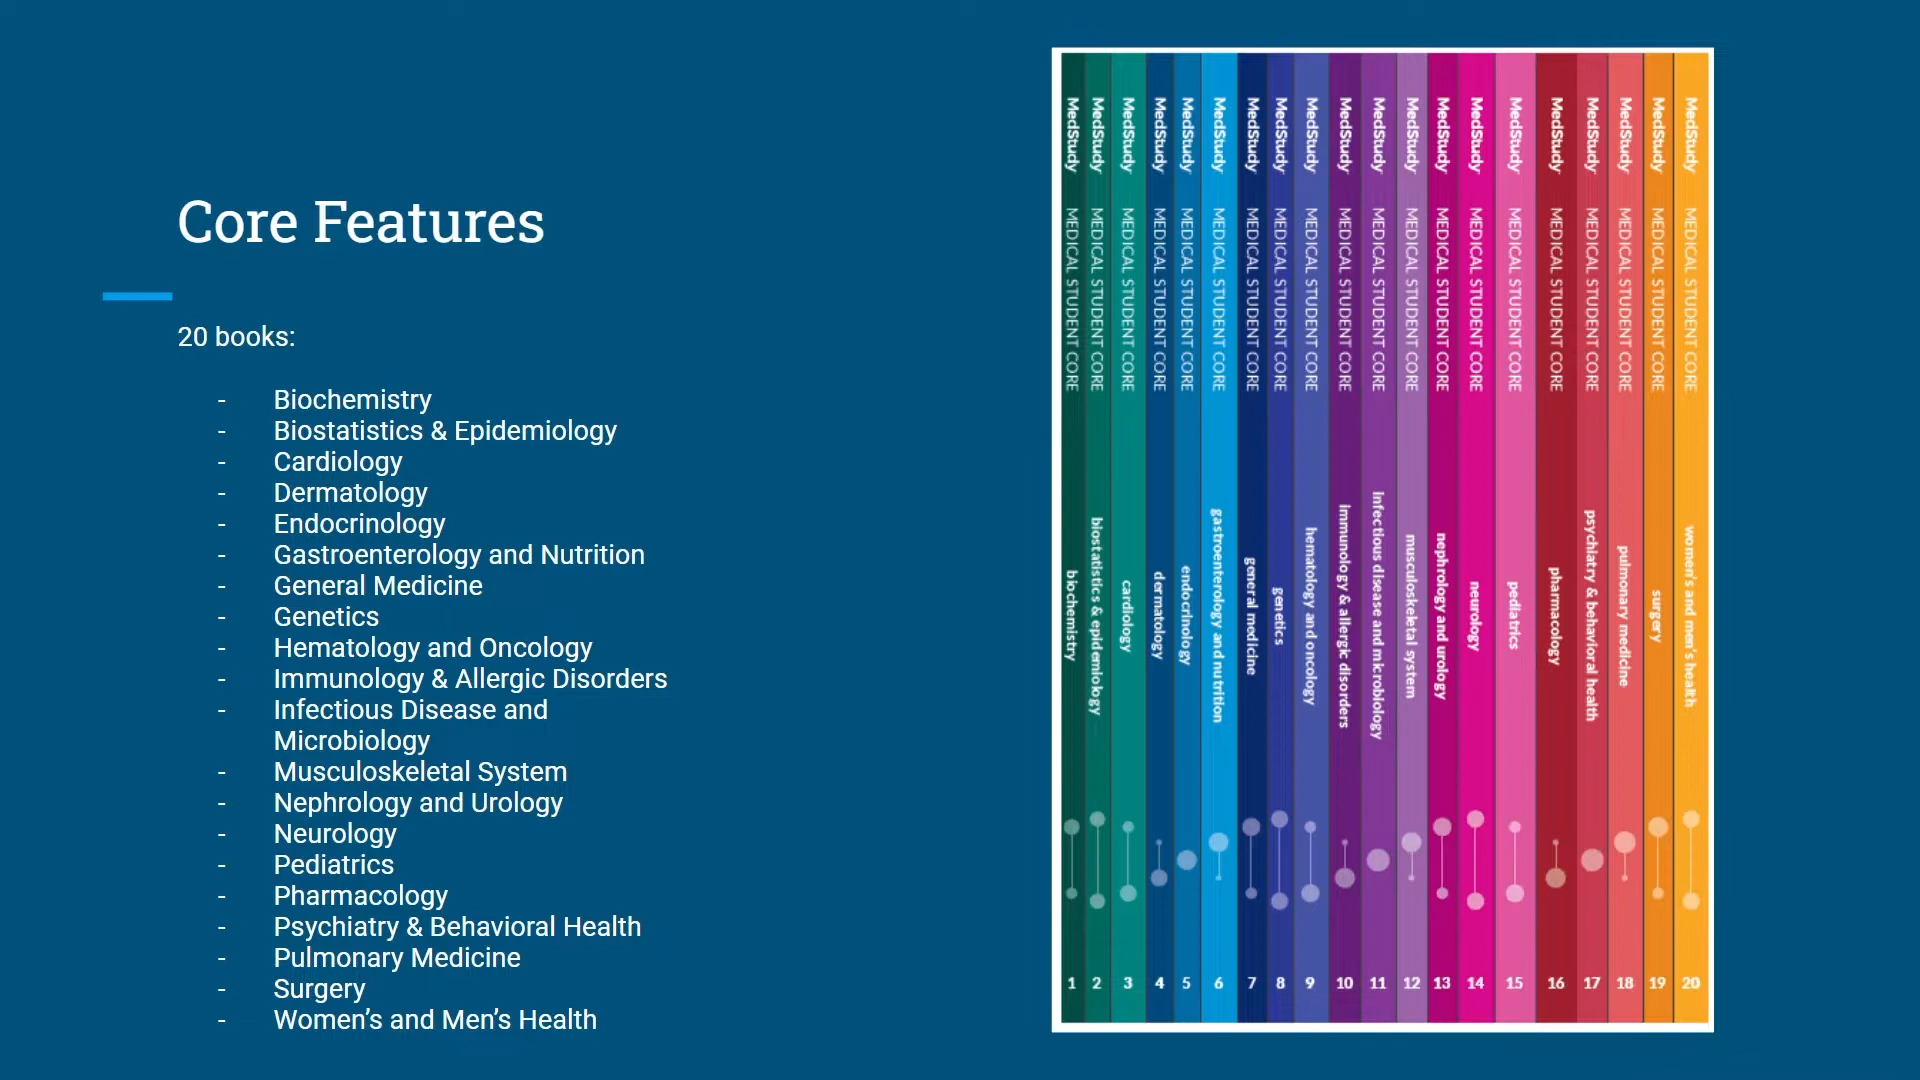 Core Features
20 books:
- Biochemistry
- Biostatistics & Epidemiology
- Cardiology
- Dermatology
- Endocrinology
- Gastroenterology and Nutrition
- General Medicine
- Genetics
- Hematology and Oncology
- Immunology & Allergic Disorders
- Infectious Disease and
Microbiology
- Musculoskeletal System
- Nephrology and Urology
- Neurology
- Pediatrics
- Pharmacology
- Psychiatry & Behavioral Health
- Pulmonary Medicine
- Surgery
- Women’s and Men’s Health
MedStudy MEDICAL STUDENT CORE biochemistry 1
MedStudy MEDICAL STUDENT CORE biostatistics & epidemiology 2
MedStudy MEDICAL STUDENT CORE cardiology 3
MedStudy MEDICAL STUDENT CORE dermatology 4
MedStudy MEDICAL STUDENT CORE endocrinology 5
MedStudy MEDICAL STUDENT CORE gastroenterology and nutrition 6
MedStudy MEDICAL STUDENT CORE general medicine 7
MedStudy MEDICAL STUDENT CORE genetics 8
MedStudy MEDICAL STUDENT CORE hematology and oncology 9
MedStudy MEDICAL STUDENT CORE immunology & allergic disorders 10
MedStudy MEDICAL STUDENT CORE infectious disease and microbiology 11
MedStudy MEDICAL STUDENT CORE musculoskeletal system 12
MedStudy MEDICAL STUDENT CORE nephrology and urology 13
MedStudy MEDICAL STUDENT CORE neurology 14
MedStudy MEDICAL STUDENT CORE pediatrics 15
MedStudy MEDICAL STUDENT CORE pharmacology 16
MedStudy MEDICAL STUDENT CORE psychiatry & behavioral health 17
MedStudy MEDICAL STUDENT CORE pulmonary medicine 18
MedStudy MEDICAL STUDENT CORE surgery 19
MedStudy MEDICAL STUDENT CORE women's and men's health 20